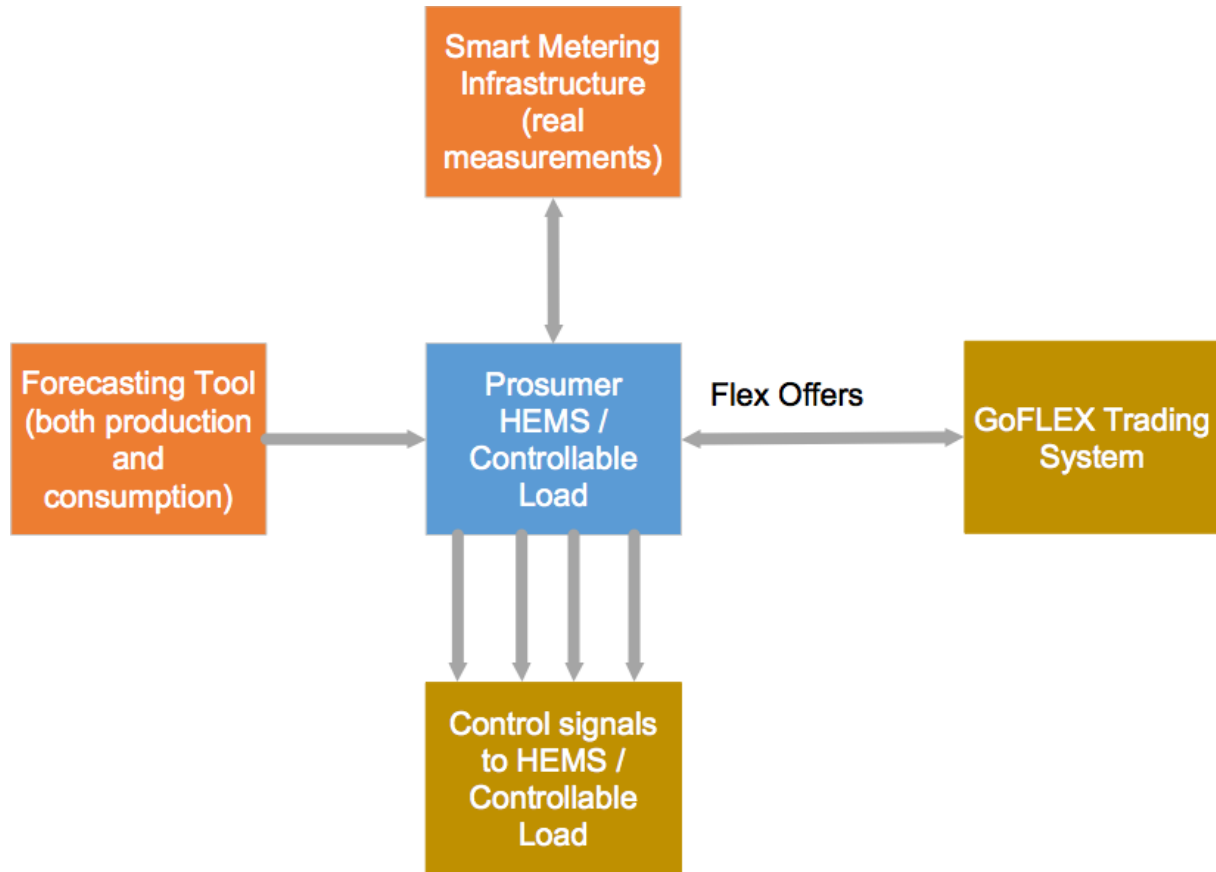 Smart Metering
Infrastructure
(real
measurements)
Forecasting Tool
(both production
and
consumption)
Prosumer
HEMS /
Controllable
Load
Flex Offers
GoFLEX Trading
System
Control signals
to HEMS /
Controllable
Load